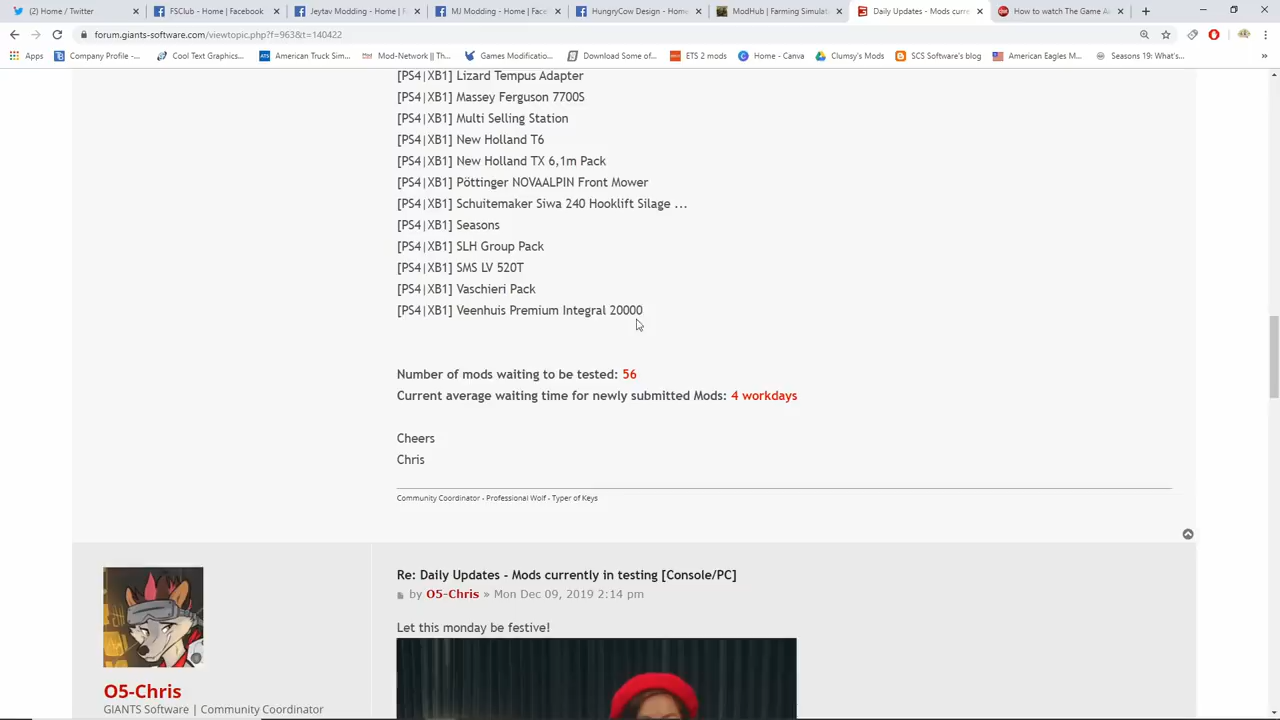 (2) Home / Twitter
FSClub - Home | Facebook
Jeytav Modding - Home | F
MJ Modding - Home | Face
HungryCow Design - Home
ModHub | Farming Simulat
Daily Updates - Mods curre
How to watch The Game A
forum.giants-software.com/viewtopic.php?f=963&t=140422
Apps
Company Profile -...
Cool Text Graphics...
American Truck Sim...
Mod-Network || Th...
Games Modificatio...
Download Some of...
ETS 2 mods
Home - Canva
Clumsy's Mods
SCS Software's blog
American Eagles M...
Seasons 19: What's...
[PS4|XB1] Lizard Tempus Adapter
[PS4|XB1] Massey Ferguson 7700S
[PS4|XB1] Multi Selling Station
[PS4|XB1] New Holland T6
[PS4|XB1] New Holland TX 6,1m Pack
[PS4|XB1] Pöttinger NOVAALPIN Front Mower
[PS4|XB1] Schuitemaker Siwa 240 Hooklift Silage ...
[PS4|XB1] Seasons
[PS4|XB1] SLH Group Pack
[PS4|XB1] SMS LV 520T
[PS4|XB1] Vaschieri Pack
[PS4|XB1] Veenhuis Premium Integral 20000
Number of mods waiting to be tested: 56
Current average waiting time for newly submitted Mods: 4 workdays
Cheers
Chris
Community Coordinator - Professional Wolf - Typer of Keys
Re: Daily Updates - Mods currently in testing [Console/PC]
by O5-Chris » Mon Dec 09, 2019 2:14 pm
Let this monday be festive!
O5-Chris
GIANTS Software | Community Coordinator